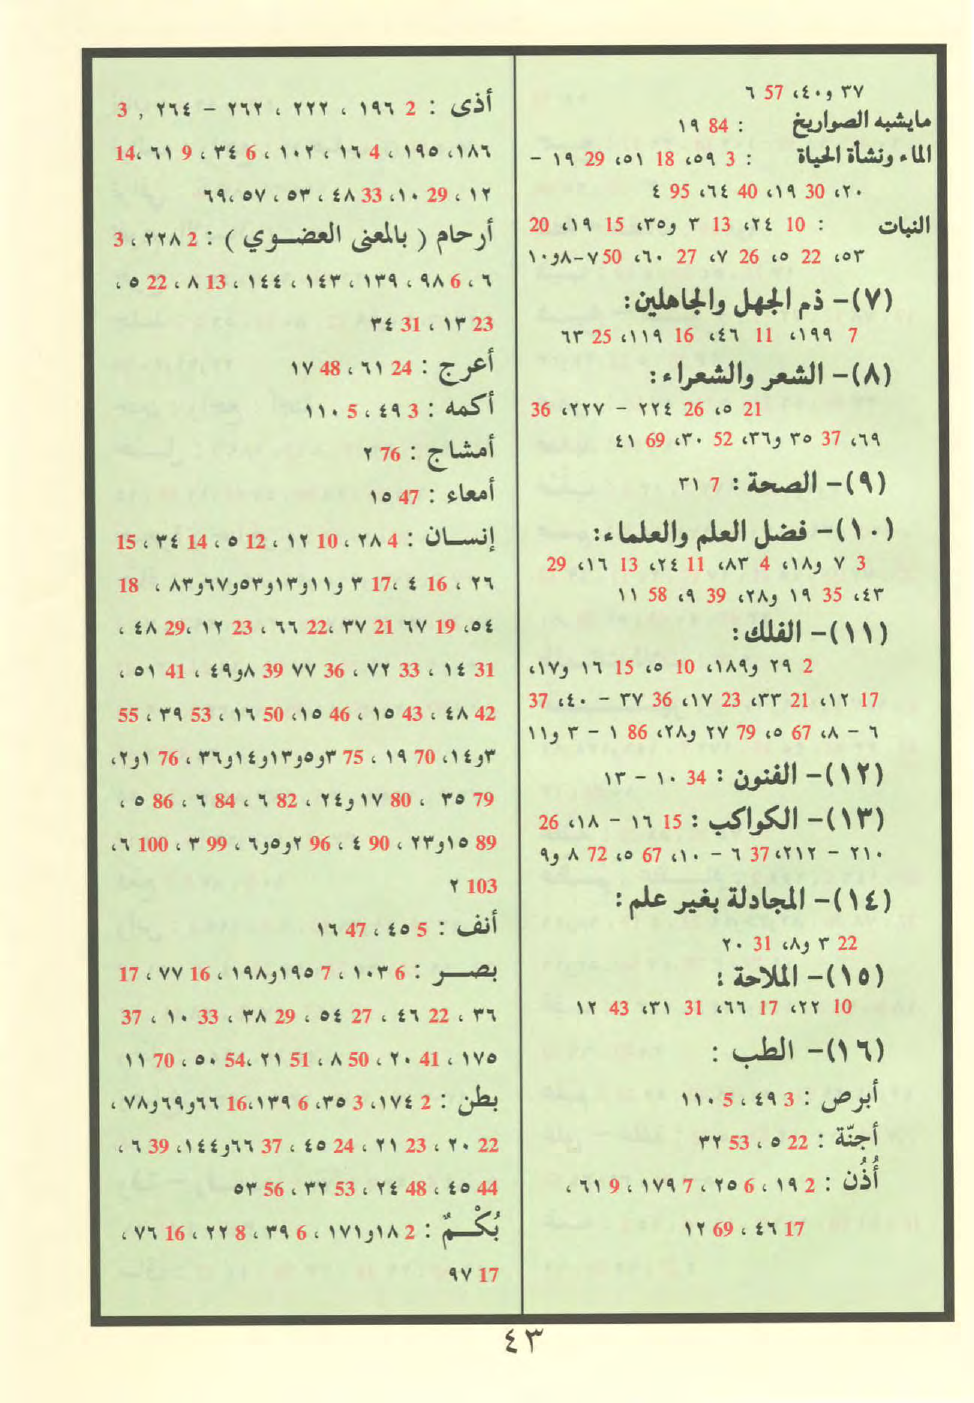 ٣٧ و٤٠، 57 ٦
مايشبه الصواريخ : 84 ١٩
الماء ونشأة الحياة : 3 ٥٩، 18 ٥١، 29 ١٩ –
٢٠، 30 ١٩، 40 ٦٤، 95 ٤
النبات : 10 ٢٤، 13 ٣ و٣٥، 15 ١٩، 20
٥٣، 22 ٥، 26 ٧، 27 ٦٠، 50 ٧–٨و١٠
(٧)– ذم الجهل والجاهلين:
7 ١٩٩، 11 ٤٦، 16 ١١٩، 25 ٦٣
(٨)– الشعر والشعراء:
21 ٥، 26 ٢٢٤ – ٢٢٧، 36
٦٩، 37 ٣٥ و٣٦، 52 ٣٠، 69 ٤١
(٩)– الصحة: 7 ٣١
(١٠)– فضل العلم والعلماء:
3 ٧ و١٨، 4 ٨٣، 11 ٢٤، 13 ١٦، 29
٤٣، 35 ١٩ و٢٨، 39 ٩، 58 ١١
(١١)– الفلك:
2 ٢٩ و١٨٩، 10 ٥، 15 ١٦ و١٧،
17 ١٢، 21 ٣٣، 23 ١٧، 36 ٣٧ – ٤٠، 37
٦ – ٨، 67 ٥، 79 ٢٧ و٢٨، 86 ١ – ٣ و١١
(١٢)– الفنون : 34 ١٠ – ١٣
(١٣)– الكواكب : 15 ١٦ – ١٨، 26
٢١٠ – ٢١٢، 37 ٦ – ١٠، 67 ٥، 72 ٨ و٩
(١٤)– المجادلة بغير علم :
22 ٣ و٨، 31 ٢٠
(١٥)– الملاحة :
10 ٢٢، 17 ٦٦، 31 ٣١، 43 ١٢
(١٦)– الطب :
أبرص : 3 ٤٩ ، 5 ١١٠
أجنّة : 22 ٥ ، 53 ٣٢
أُذُن : 2 ١٩ ، 6 ٢٥ ، 7 ١٧٩ ، 9 ٦١ ،
17 ٤٦ ، 69 ١٢
أذى : 2 ١٩٦ ، ٢٢٢ ، ٢٦٢ – ٢٦٤ , 3
١٨٦ ، ١٩٥ ، 4 ١٦ ، ١٠٢ ، 6 ٣٤ ، 9 ٦١ ،14
١٢ ، 29 ١٠، 33 ٤٨ ، ٥٣ ، ٥٧ ،٦٩
أرحام ( بالمعنى العضوي ) : 2 ٢٢٨ ، 3
٦ ، 6 ٩٨ ، ١٣٩ ، ١٤٣ ، ١٤٤ ، 13 ٨ ، 22 ٥ ،
23 ١٣ ، 31 ٣٤
أعرج : 24 ٦١ ، 48 ١٧
أكمه : 3 ٤٩ ، 5 ١١٠
أمشاج : 76 ٢
أمعاء : 47 ١٥
إنسان : 4 ٢٨ ، 10 ١٢ ، 12 ٥ ، 14 ٣٤ ، 15
٢٦ ، 16 ٤ ،17 ٣ و١١و١٣و٥٣و٦٧و٨٣ ، 18
٥٤، 19 ٦٧ 21 ٣٧ ،22 ٦٦ ، 23 ١٢ ،29 ٤٨ ،
31 ١٤ ، 33 ٧٢ ، 36 ٧٧ 39 ٨و٤٩ ، 41 ٥١ ،
42 ٤٨ ، 43 ١٥ ، 46 ١٥، 50 ١٦ ، 53 ٣٩ ، 55
٣و١٤، 70 ١٩ ، 75 ٣و٥و١٣و١٤و٣٦ ، 76 ١و٢،
79 ٣٥ ، 80 ١٧ و٢٤ ، 82 ٦ ، 84 ٦ ، 86 ٥ ،
89 ١٥و٢٣ ، 90 ٤ ، 96 ٢و٥و٦ ، 99 ٣ ، 100 ٦،
103 ٢
أنف : 5 ٤٥ ، 47 ١٦
بصر : 6 ١٠٣ ، 7 ١٩٥و١٩٨ ، 16 ٧٧ ، 17
٣٦ ، 22 ٤٦ ، 27 ٥٤ ، 29 ٣٨ ، 33 ١٠ ، 37
١٧٥ ، 41 ٢٠ ، 50 ٨ ، 51 ٢١ ،54 ٥٠ ، 70 ١١
بطن : 2 ١٧٤، 3 ٣٥، 6 ١٣٩،16 ٦٦و٦٩و٧٨ ،
22 ٢٠ ، 23 ٢١ ، 24 ٤٥ ، 37 ٦٦و١٤٤، 39 ٦ ،
44 ٤٥ ، 48 ٢٤ ، 53 ٣٢ ، 56 ٥٣
بُكْمٌ : 2 ١٨و١٧١ ، 6 ٣٩ ، 8 ٢٢ ، 16 ٧٦ ،
17 ٩٧
٤٣